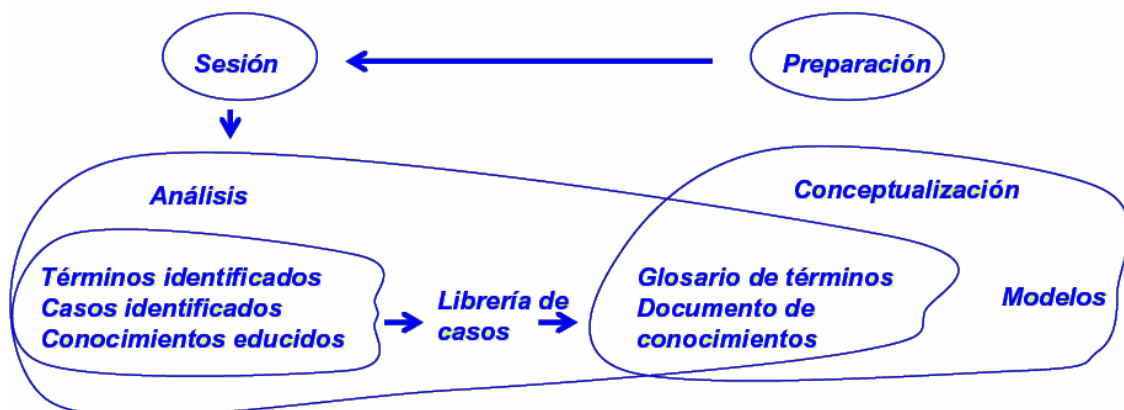 Sesión
Preparación
Análisis
Conceptualización
Términos identificados
Casos identificados
Conocimientos educidos
Librería de
casos
Glosario de términos
Documento de
conocimientos
Modelos